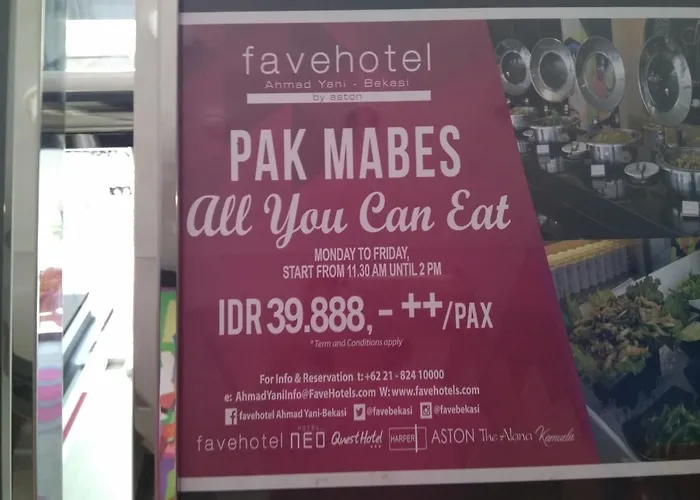 favehotel
Ahmad Yani - Bekasi
by aston
PAK MABES
All You Can Eat
MONDAY TO FRIDAY,
START FROM 11.30 AM UNTIL 2 PM
IDR 39.888,- ++/PAX
*Term and Conditions apply
For Info & Reservation t:+62 21 - 824 10000
e: AhmadYaniInfo@FaveHotels.com W: www.favehotels.com
favehotel Ahmad Yani-Bekasi @favebekasi @favebekasi
favehotel HOTEL NEO Quest Hotel HARPER ASTON The Alana Kamuela